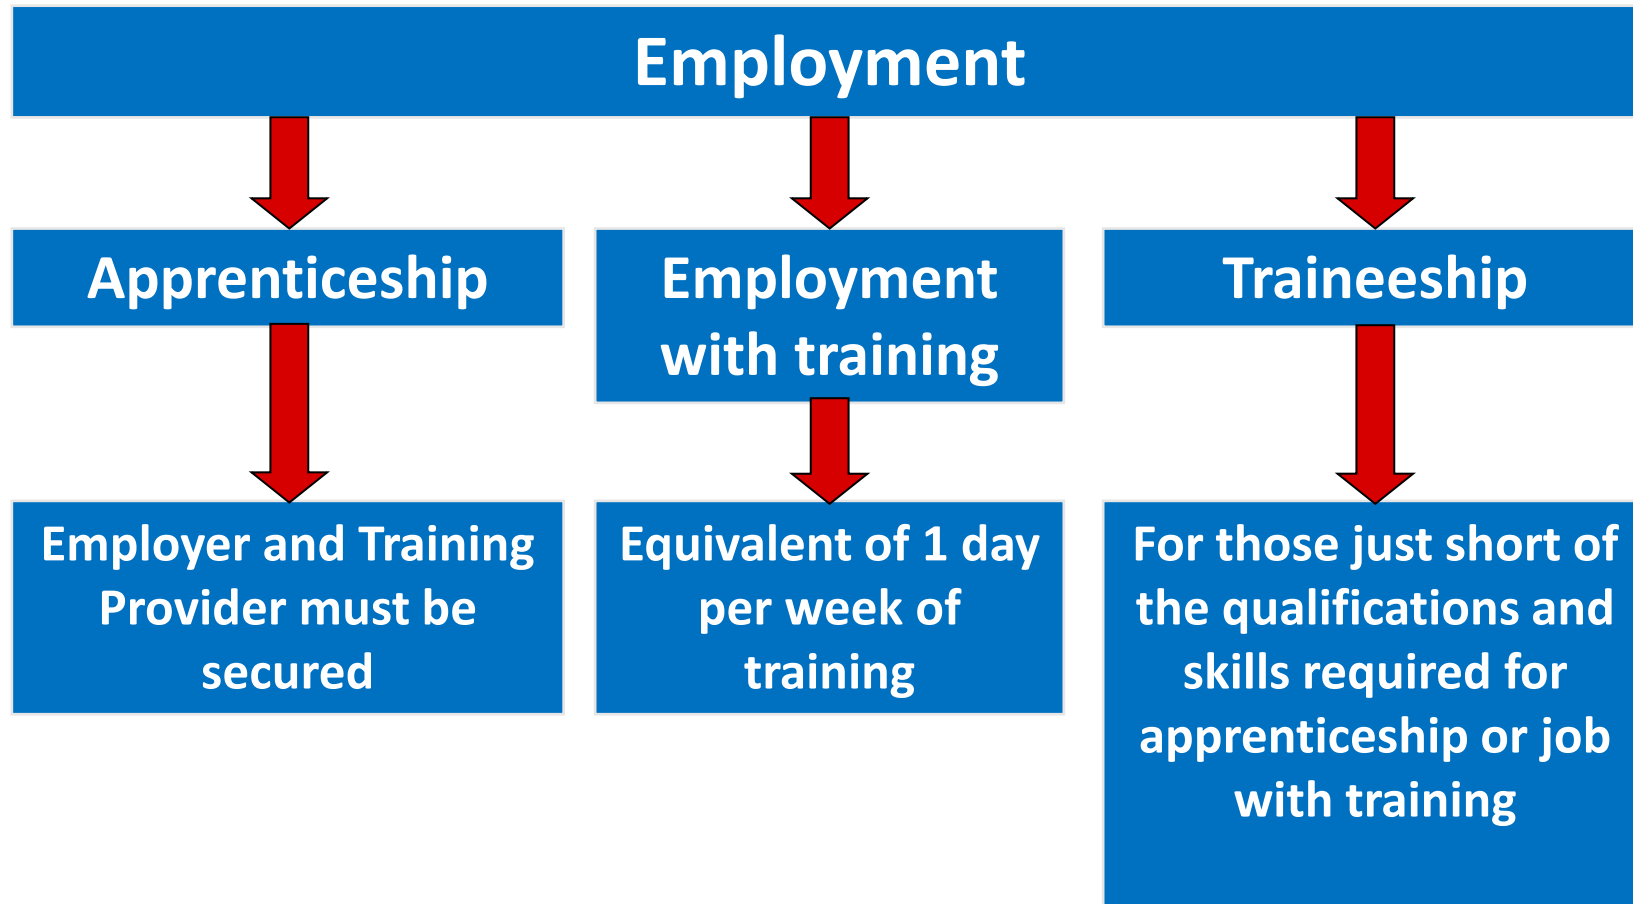 Employment
Apprenticeship
Employment
with training
Traineeship
Employer and Training
Provider must be
secured
Equivalent of 1 day
per week of
training
For those just short of
the qualifications and
skills required for
apprenticeship or job
with training